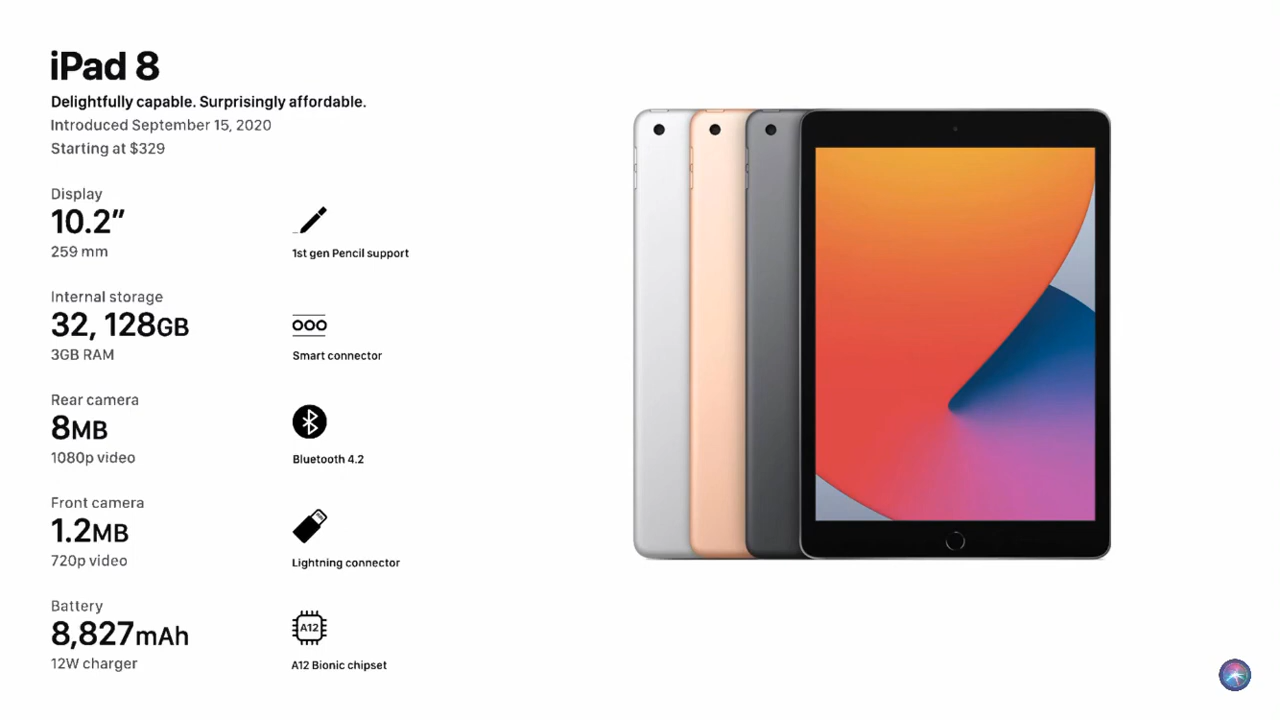 iPad 8
Delightfully capable. Surprisingly affordable.
Introduced September 15, 2020
Starting at $329
Display
10.2″
259 mm
1st gen Pencil support
Internal storage
32, 128GB
3GB RAM
Smart connector
Rear camera
8MB
1080p video
Bluetooth 4.2
Front camera
1.2MB
720p video
Lightning connector
Battery
8,827mAh
12W charger
A12
A12 Bionic chipset